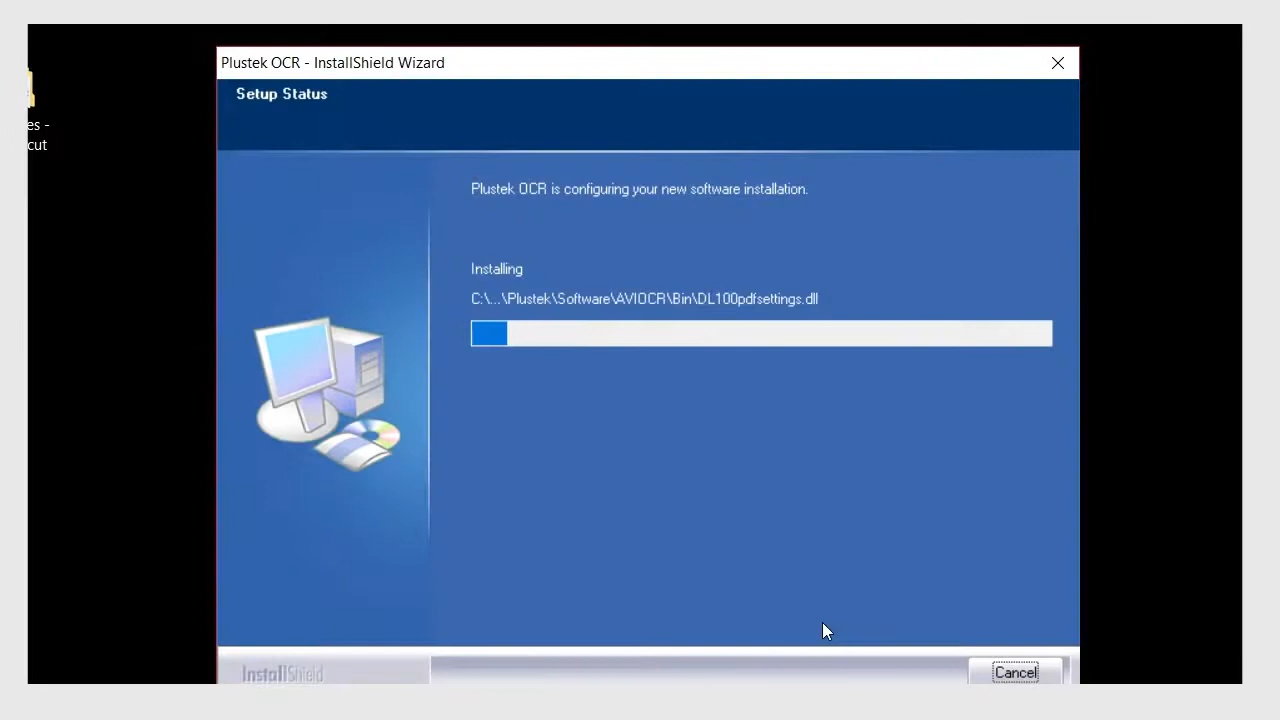 Plustek OCR - InstallShield Wizard
Setup Status
es -
cut
Plustek OCR is configuring your new software installation.
Installing
C:\...\Plustek\Software\AVIOCR\Bin\DL100pdfsettings.dll
InstallShield
Cancel